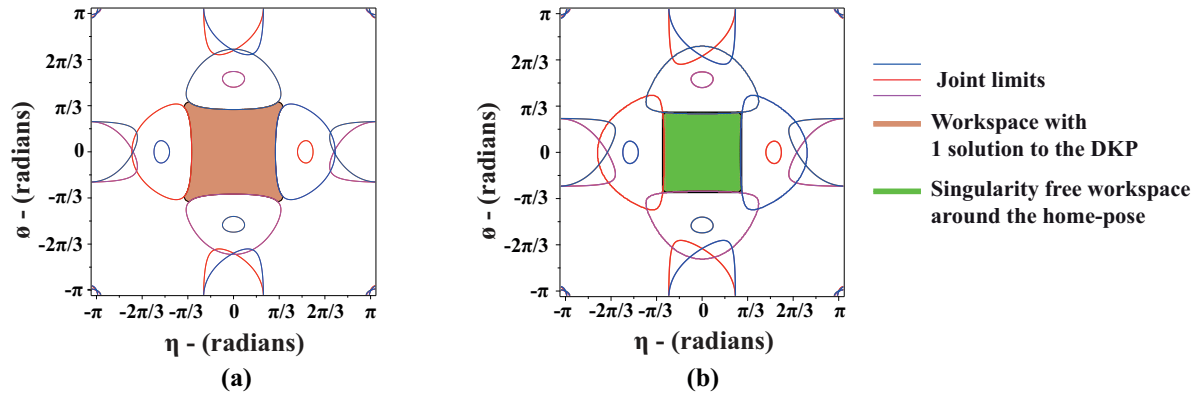 π
2π/3
π/3
0
-π/3
-2π/3
-π
ø - (radians)
-π
-2π/3
-π/3
0
π/3
2π/3
π
η - (radians)
(a)
π
2π/3
π/3
0
-π/3
-2π/3
-π
ø - (radians)
-π
-2π/3
-π/3
0
π/3
2π/3
π
η - (radians)
(b)
Joint limits
Workspace with
1 solution to the DKP
Singularity free workspace
around the home-pose